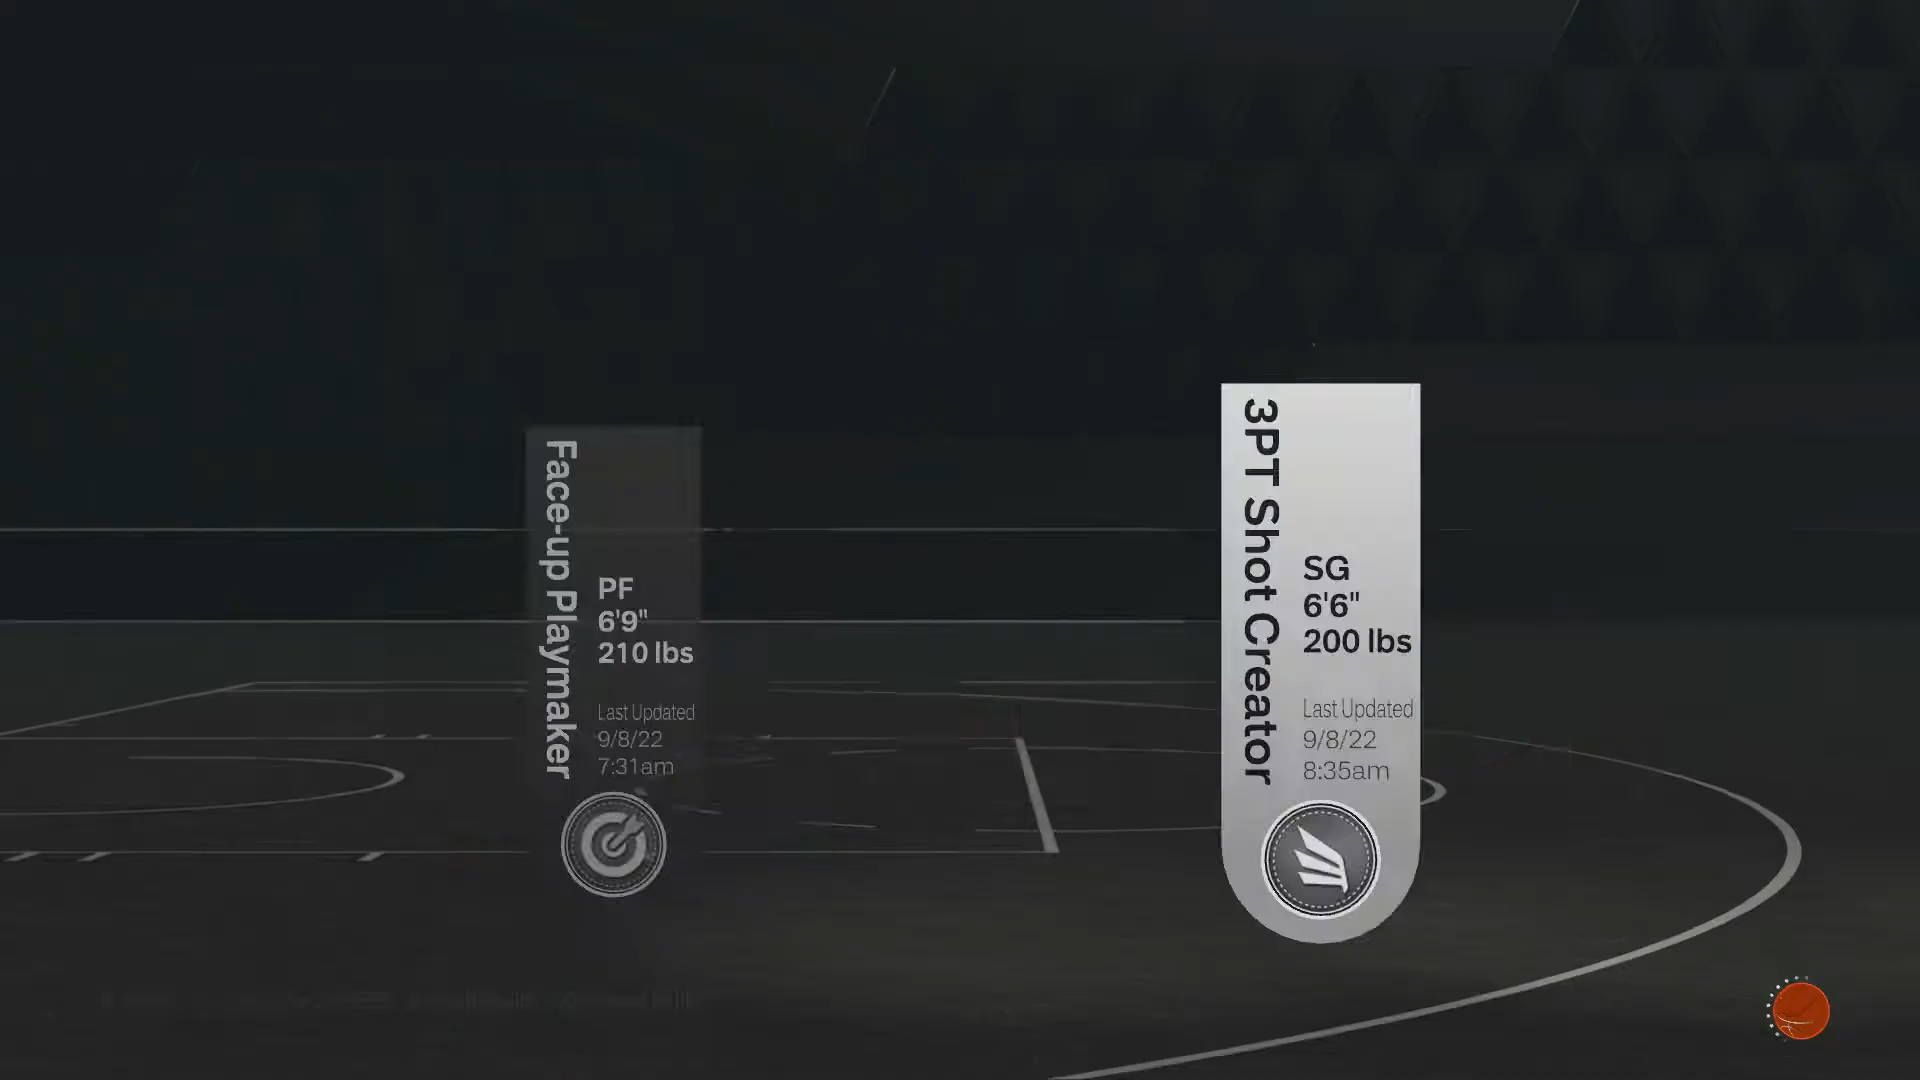 Face-up Playmaker
PF
6'9"
210 lbs
Last Updated
9/8/22
7:31am
3PT Shot Creator
SG
6'6"
200 lbs
Last Updated
9/8/22
8:35am